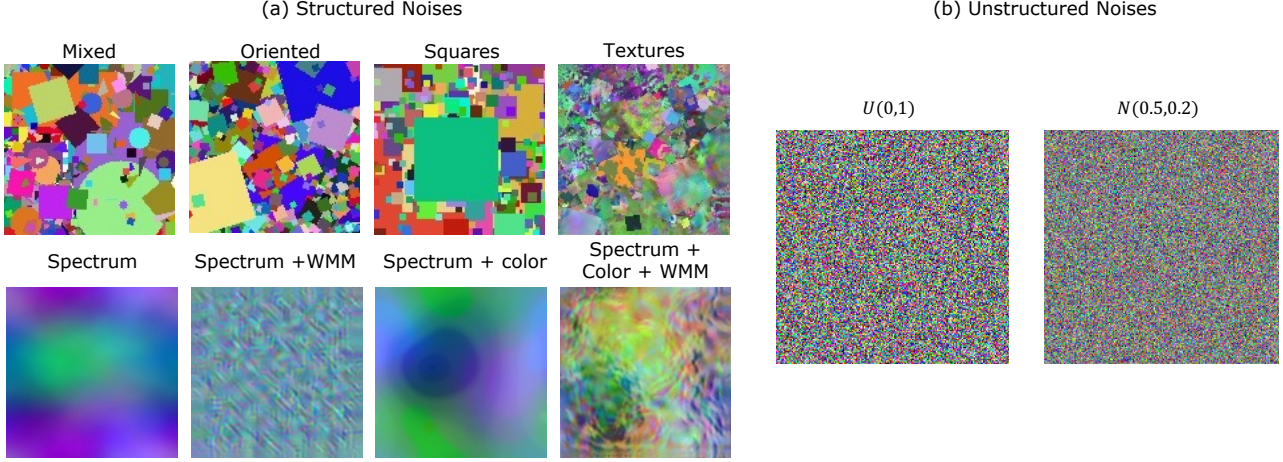 (a) Structured Noises
(b) Unstructured Noises
Mixed
Oriented
Squares
Textures
U(0,1)
N(0.5,0.2)
Spectrum
Spectrum +WMM
Spectrum + color
Spectrum +
Color + WMM